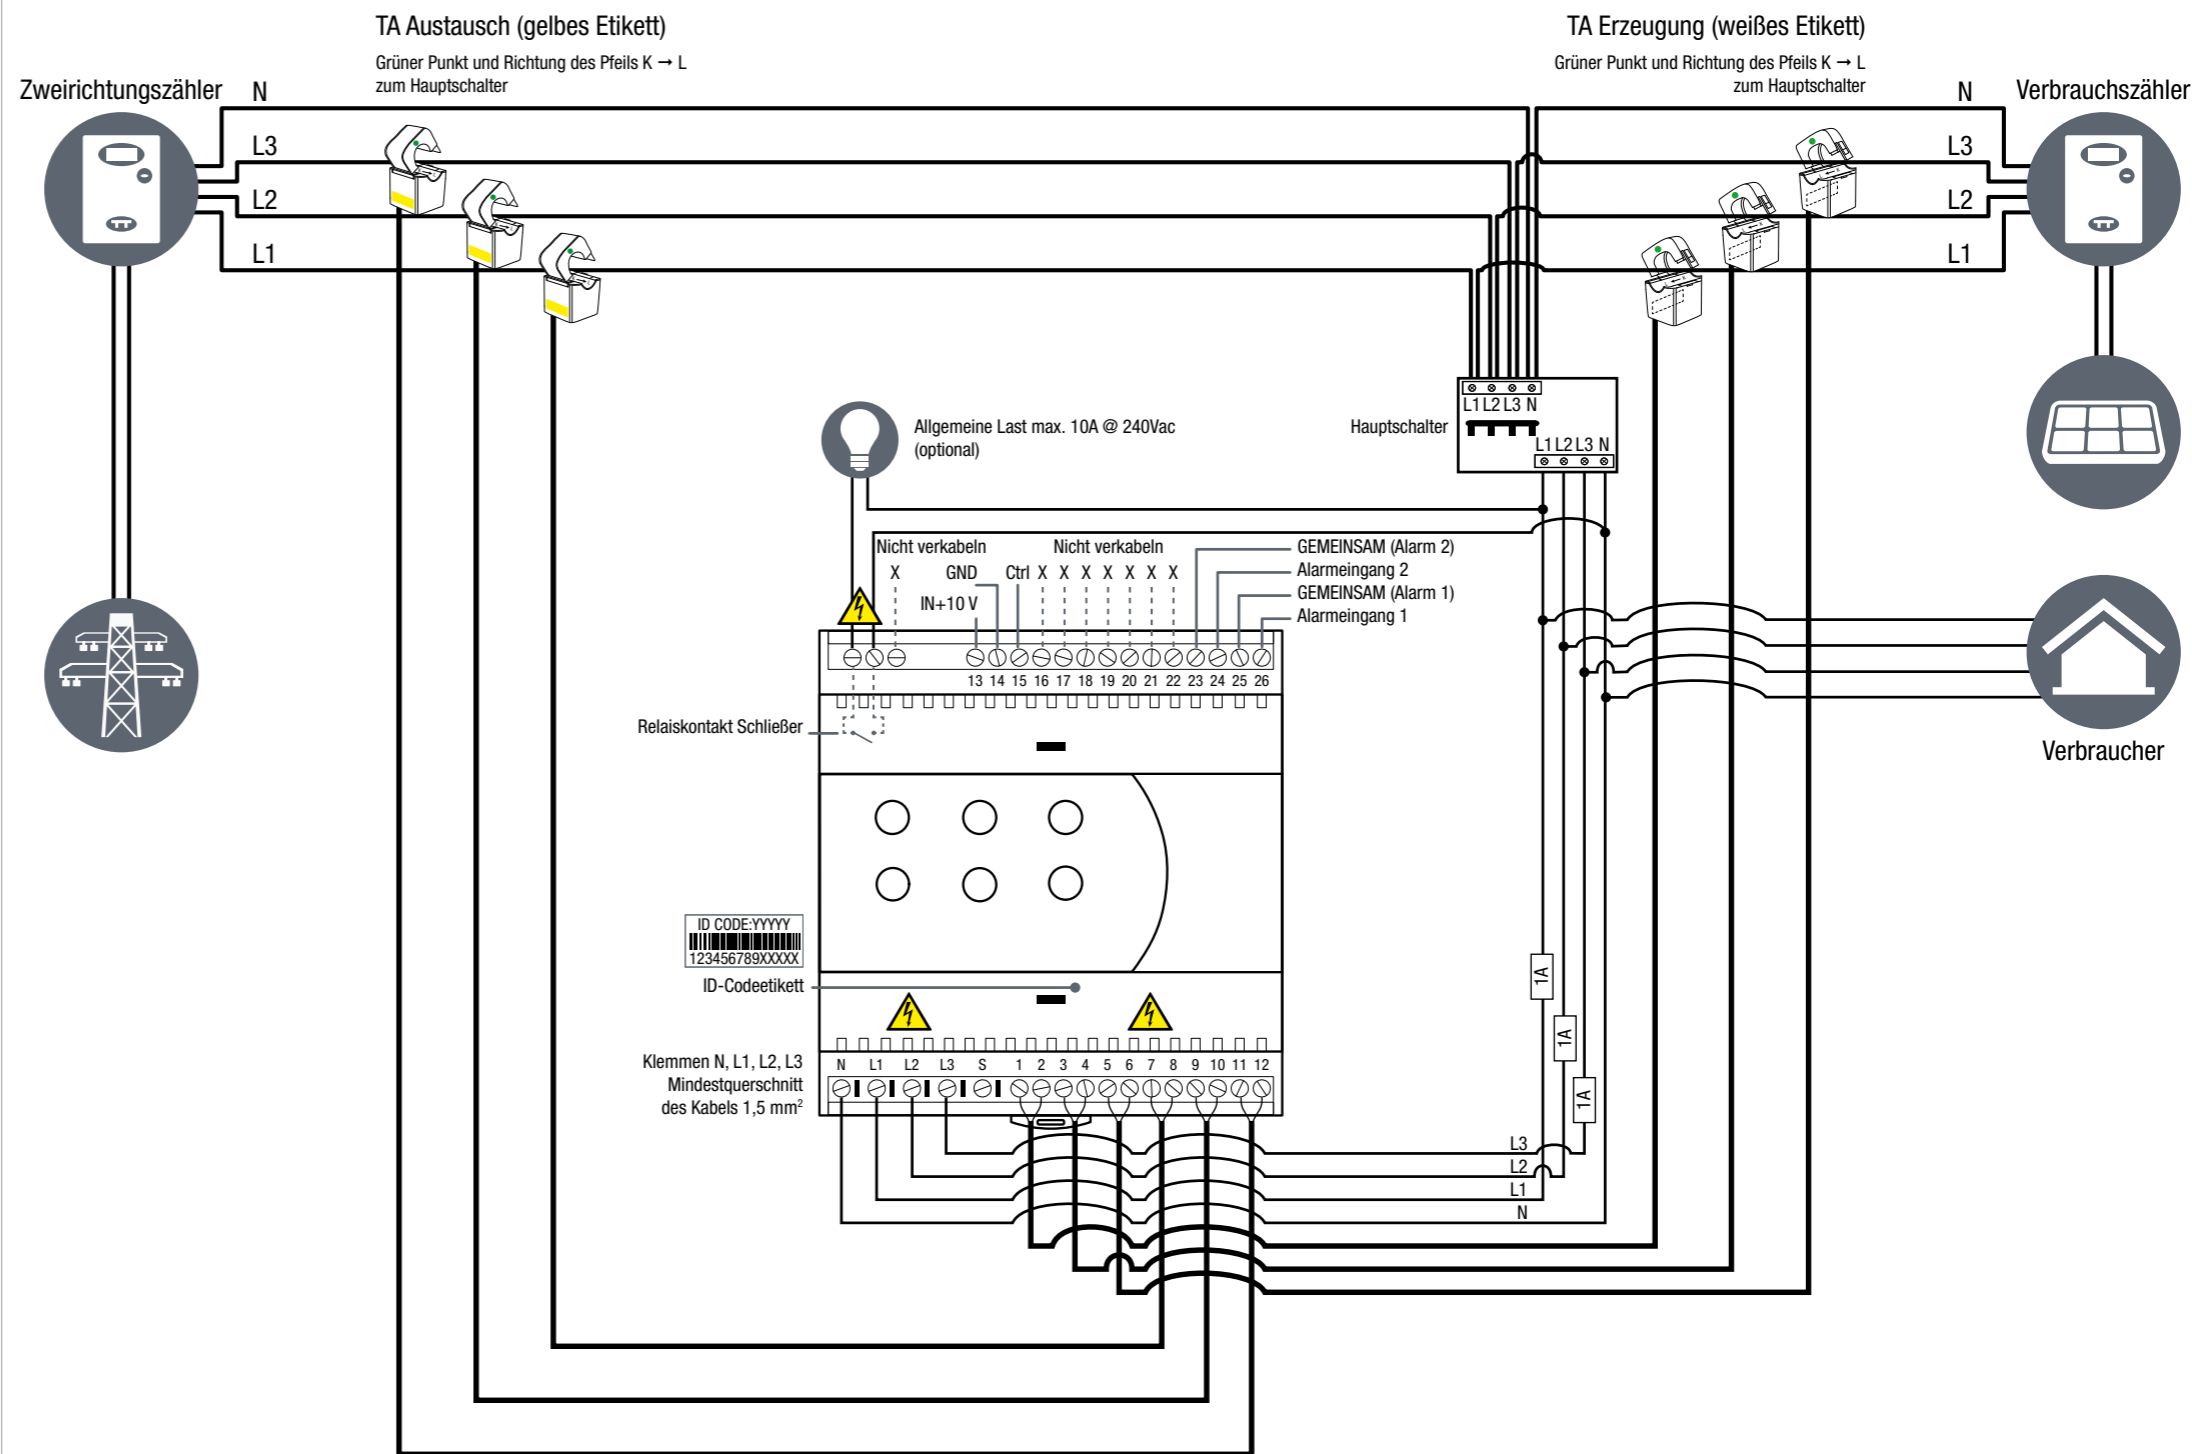 TA Austausch (gelbes Etikett)
Grüner Punkt und Richtung des Pfeils K → L
zum Hauptschalter
TA Erzeugung (weißes Etikett)
Grüner Punkt und Richtung des Pfeils K → L
zum Hauptschalter
Zweirichtungszähler
N
L3
L2
L1
N
L3
L2
L1
Verbrauchszähler
Allgemeine Last max. 10A @ 240Vac
(optional)
Hauptschalter
L1 L2 L3 N
L1 L2 L3 N
Nicht verkabeln
X
GND
IN+10 V
Ctrl
Nicht verkabeln
X X X X X X X
GEMEINSAM (Alarm 2)
Alarmeingang 2
GEMEINSAM (Alarm 1)
Alarmeingang 1
13 14 15 16 17 18 19 20 21 22 23 24 25 26
Relaiskontakt Schließer
Verbraucher
ID CODE:YYYYY
123456789XXXXX
ID-Codeetikett
1A
1A
1A
Klemmen N, L1, L2, L3
Mindestquerschnitt
des Kabels 1,5 mm²
N L1 L2 L3 S 1 2 3 4 5 6 7 8 9 10 11 12
L3
L2
L1
N